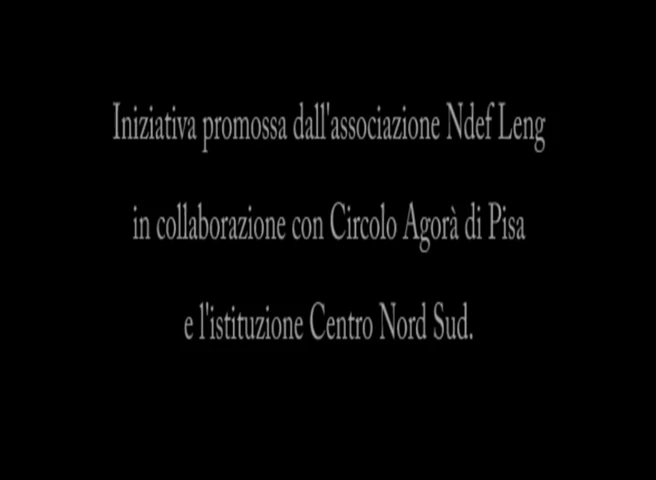 Iniziativa promossa dall'associazione Ndef Leng
in collaborazione con Circolo Agorà di Pisa
e l'istituzione Centro Nord Sud.